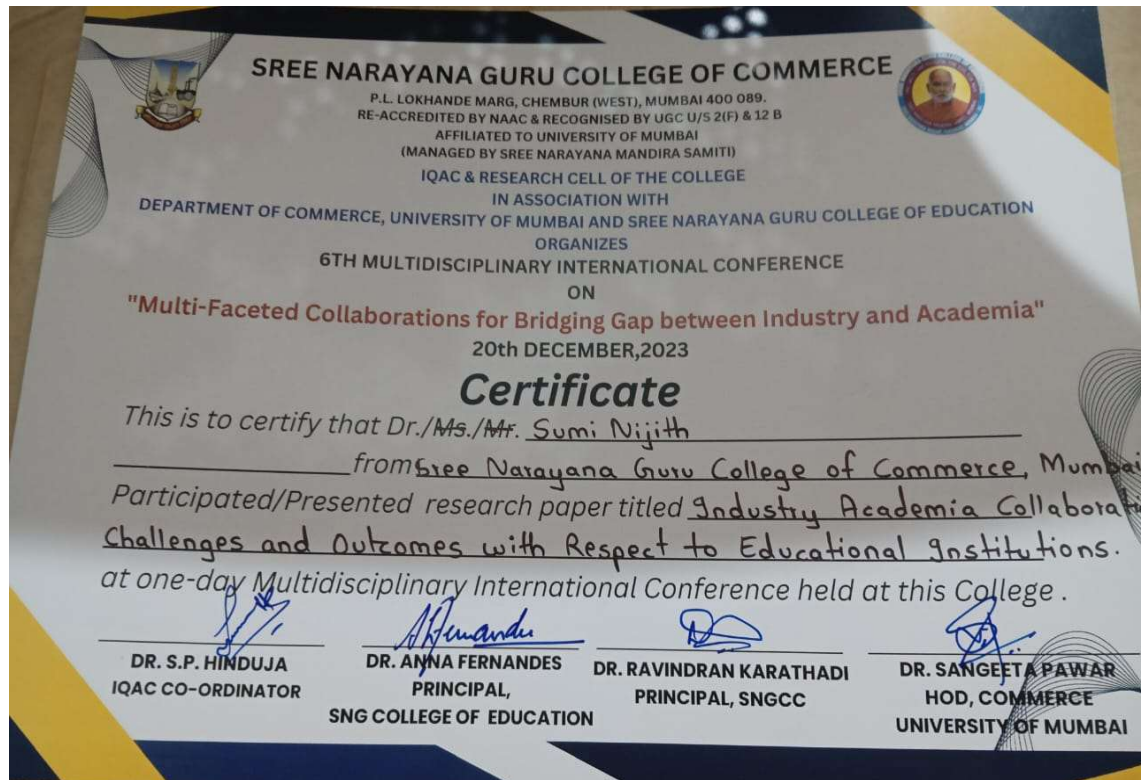 SREE NARAYANA GURU COLLEGE OF COMMERCE
P.L. LOKHANDE MARG, CHEMBUR (WEST), MUMBAI 400 089.
RE-ACCREDITED BY NAAC & RECOGNISED BY UGC U/S 2(F) & 12 B
AFFILIATED TO UNIVERSITY OF MUMBAI
(MANAGED BY SREE NARAYANA MANDIRA SAMITI)
IQAC & RESEARCH CELL OF THE COLLEGE
IN ASSOCIATION WITH
DEPARTMENT OF COMMERCE, UNIVERSITY OF MUMBAI AND SREE NARAYANA GURU COLLEGE OF EDUCATION
ORGANIZES
6TH MULTIDISCIPLINARY INTERNATIONAL CONFERENCE
ON
"Multi-Faceted Collaborations for Bridging Gap between Industry and Academia"
20th DECEMBER,2023
Certificate
This is to certify that Dr./Ms./Mr. Sumi Nijith
from Sree Narayana Guru College of Commerce, Mumbai
Participated/Presented research paper titled Industry Academia Collaborati
Challenges and Outcomes with Respect to Educational Institutions.
at one-day Multidisciplinary International Conference held at this College .
DR. S.P. HINDUJA DR. ANNA FERNANDES DR. RAVINDRAN KARATHADI DR. SANGEETA PAWAR
IQAC CO-ORDINATOR PRINCIPAL, PRINCIPAL, SNGCC HOD, COMMERCE
SNG COLLEGE OF EDUCATION UNIVERSITY OF MUMBAI